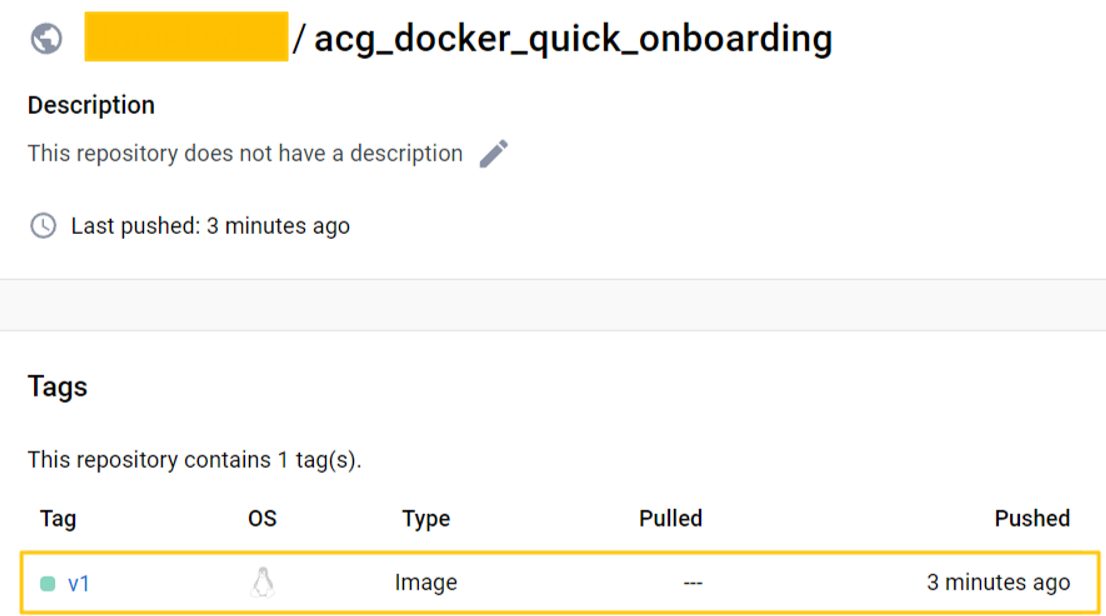 / acg_docker_quick_onboarding
Description
This repository does not have a description
Last pushed: 3 minutes ago
Tags
This repository contains 1 tag(s).
Tag OS Type Pulled Pushed
v1 Image --- 3 minutes ago